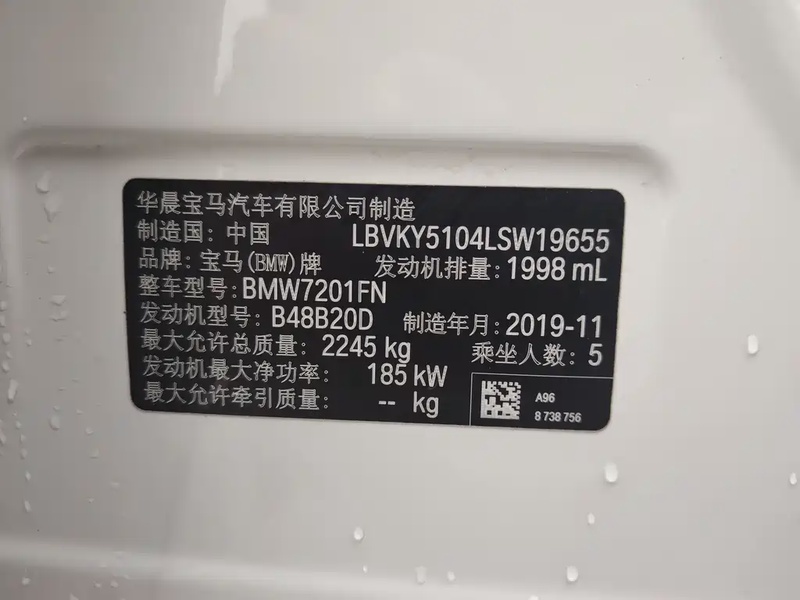 华晨宝马汽车有限公司制造
制造国: 中国 LBVKY5104LSW19655
品牌: 宝马(BMW)牌 发动机排量: 1998 mL
整车型号: BMW7201FN
发动机型号: B48B20D 制造年月: 2019-11
最大允许总质量: 2245 kg 乘坐人数: 5
发动机最大净功率: 185 kW
最大允许牵引质量: -- kg
A96
8 738 756